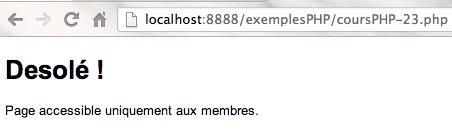 localhost:8888/exemplesPHP/coursPHP-23.php
Desolé !
Page accessible uniquement aux membres.